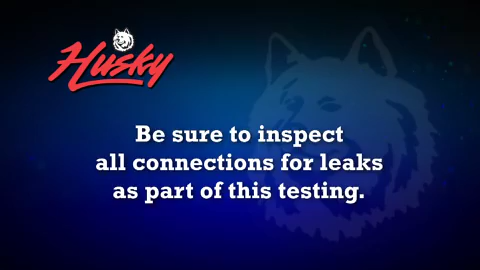 Husky
Be sure to inspect
all connections for leaks
as part of this testing.